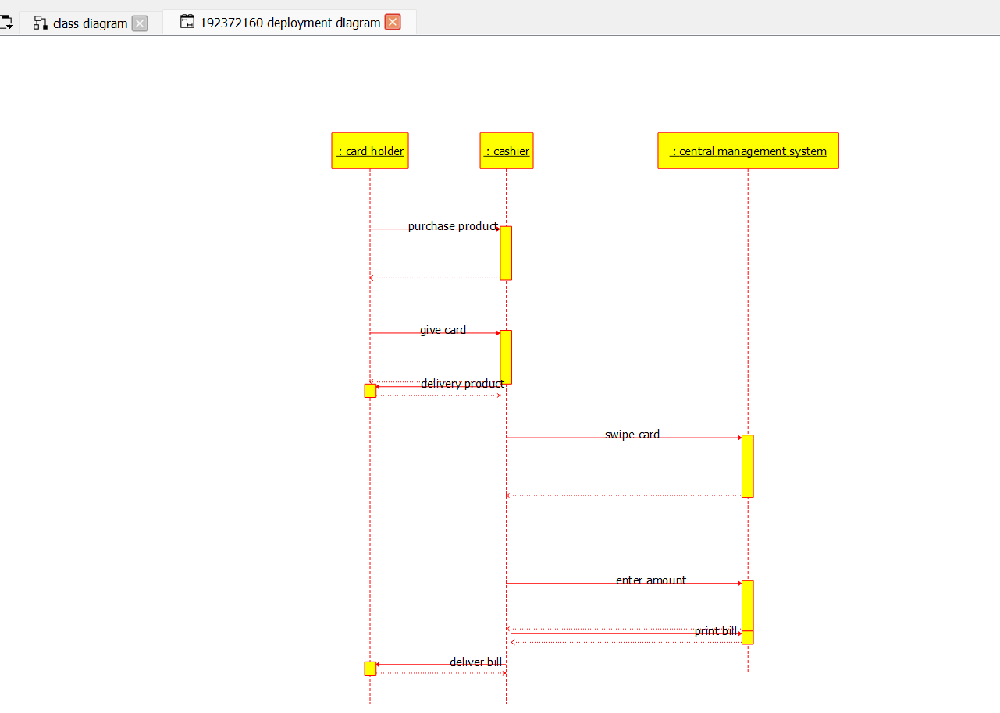 class diagram
192372160 deployment diagram
: card holder
: cashier
: central management system
purchase product
give card
delivery product
swipe card
enter amount
print bill
deliver bill